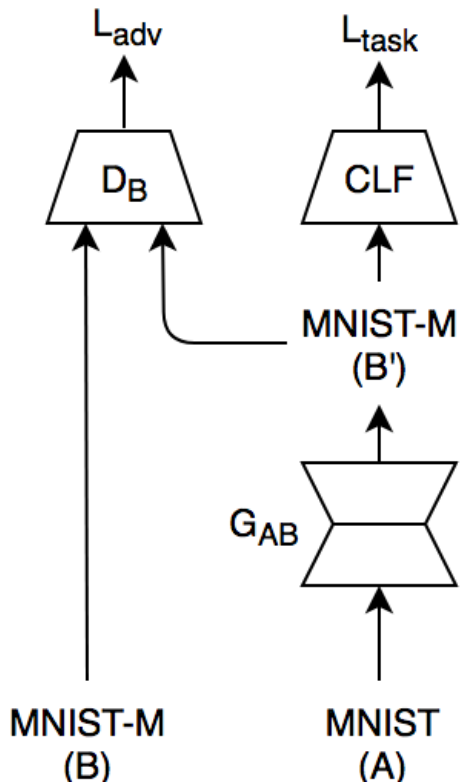 L_adv
L_task
D_B
CLF
MNIST-M
(B')
G_AB
MNIST-M
(B)
MNIST
(A)